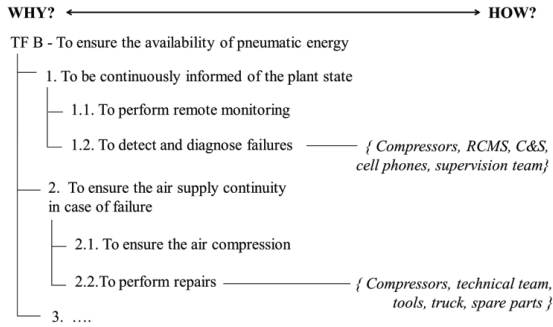 WHY? HOW?
TF B - To ensure the availability of pneumatic energy
1. To be continuously informed of the plant state
1.1. To perform remote monitoring
1.2. To detect and diagnose failures { Compressors, RCMS, C&S,
cell phones, supervision team}
2. To ensure the air supply continuity
in case of failure
2.1. To ensure the air compression
2.2.To perform repairs { Compressors, technical team,
tools, truck, spare parts }
3. ….